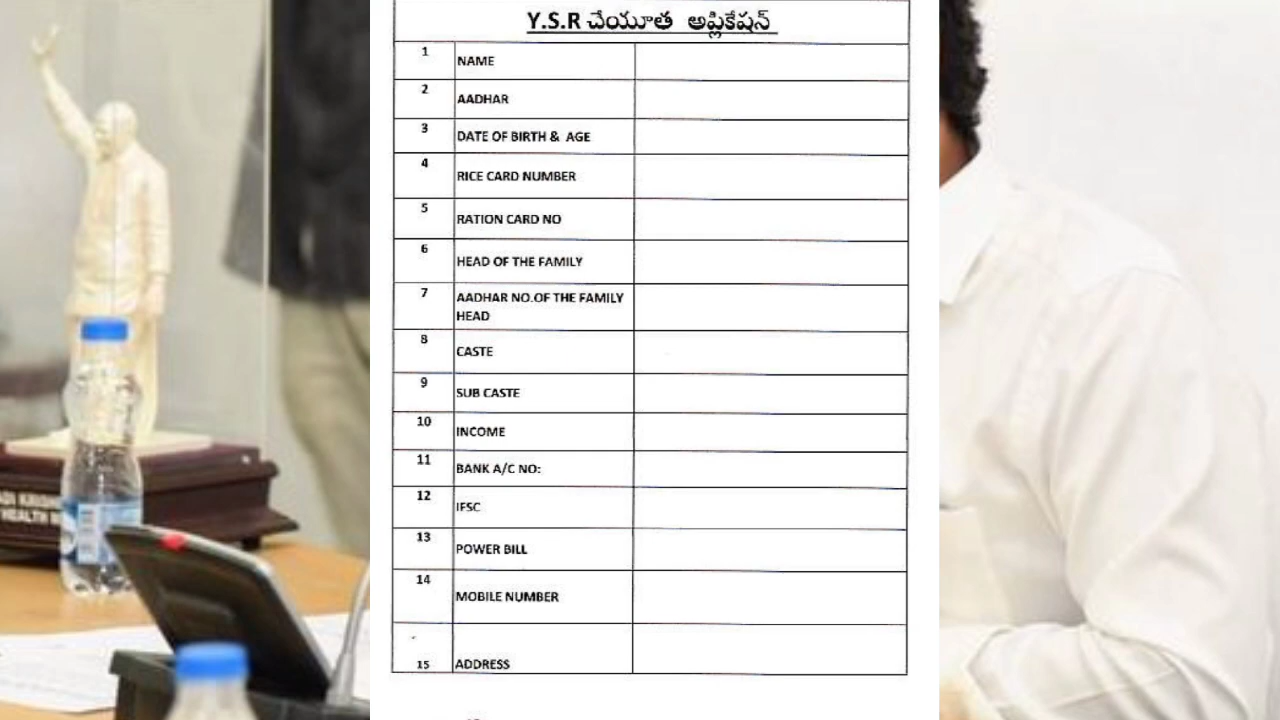 Y.S.R చేయూత అప్లికేషన్
1 NAME
2 AADHAR
3 DATE OF BIRTH & AGE
4 RICE CARD NUMBER
5 RATION CARD NO
6 HEAD OF THE FAMILY
7 AADHAR NO.OF THE FAMILY
HEAD
8 CASTE
9 SUB CASTE
10 INCOME
11 BANK A/C NO:
12 IFSC
13 POWER BILL
14 MOBILE NUMBER
15 ADDRESS
HEALTH